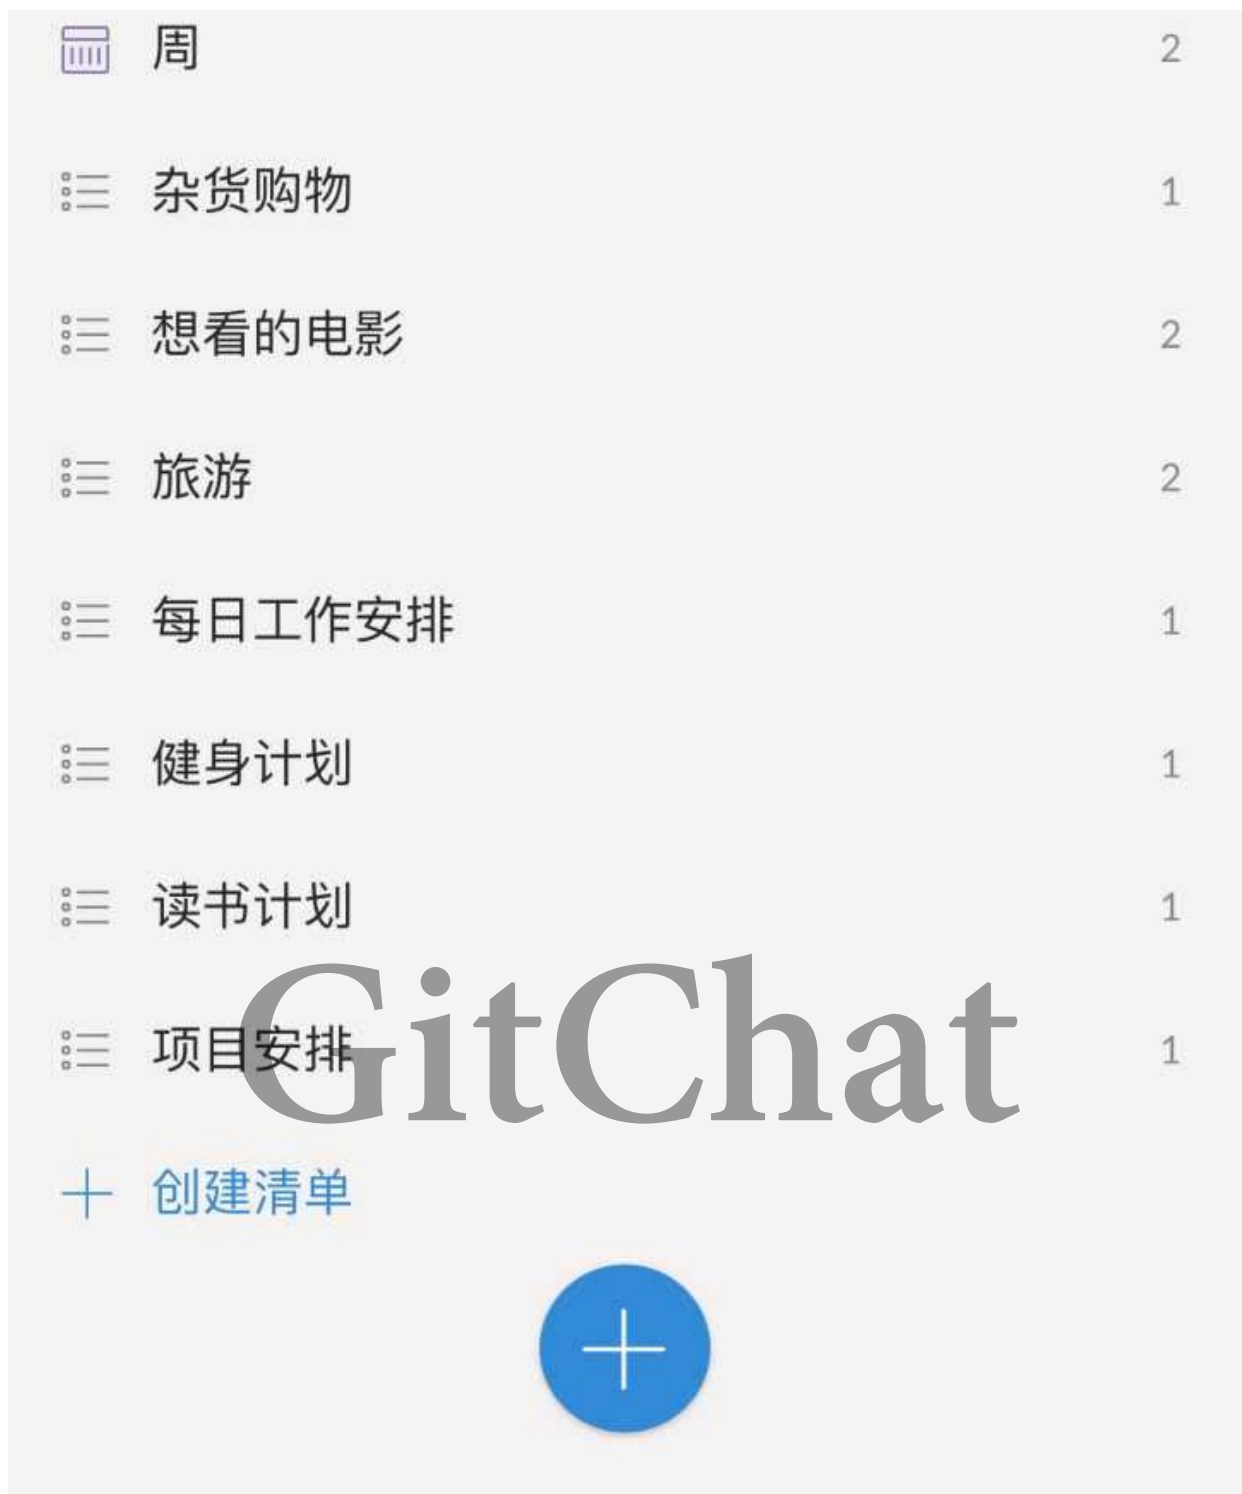 周 2
杂货购物 1
想看的电影 2
旅游 2
每日工作安排 1
健身计划 1
读书计划 1
项目安排 1
GitChat
创建清单